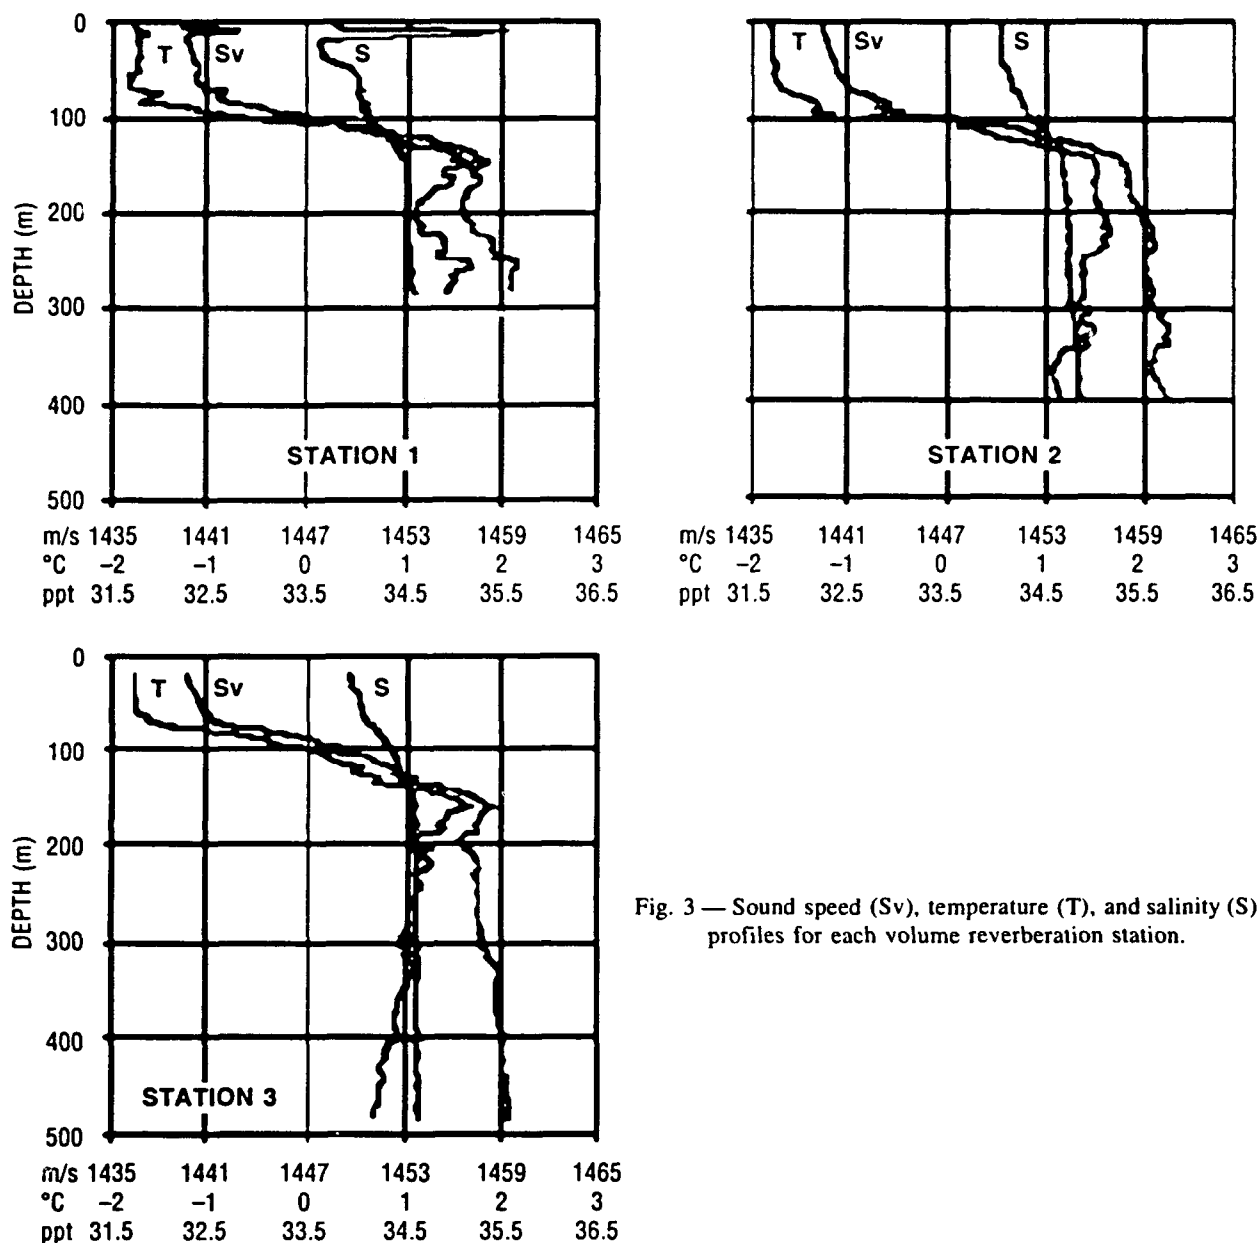 0
100
200
300
400
500
DEPTH (m)
T Sv S
STATION 1
m/s 1435 1441 1447 1453 1459 1465
°C -2 -1 0 1 2 3
ppt 31.5 32.5 33.5 34.5 35.5 36.5
T Sv S
STATION 2
m/s 1435 1441 1447 1453 1459 1465
°C -2 -1 0 1 2 3
ppt 31.5 32.5 33.5 34.5 35.5 36.5
0
100
200
300
400
500
DEPTH (m)
T Sv S
STATION 3
m/s 1435 1441 1447 1453 1459 1465
°C -2 -1 0 1 2 3
ppt 31.5 32.5 33.5 34.5 35.5 36.5
Fig. 3 — Sound speed (Sv), temperature (T), and salinity (S)
profiles for each volume reverberation station.